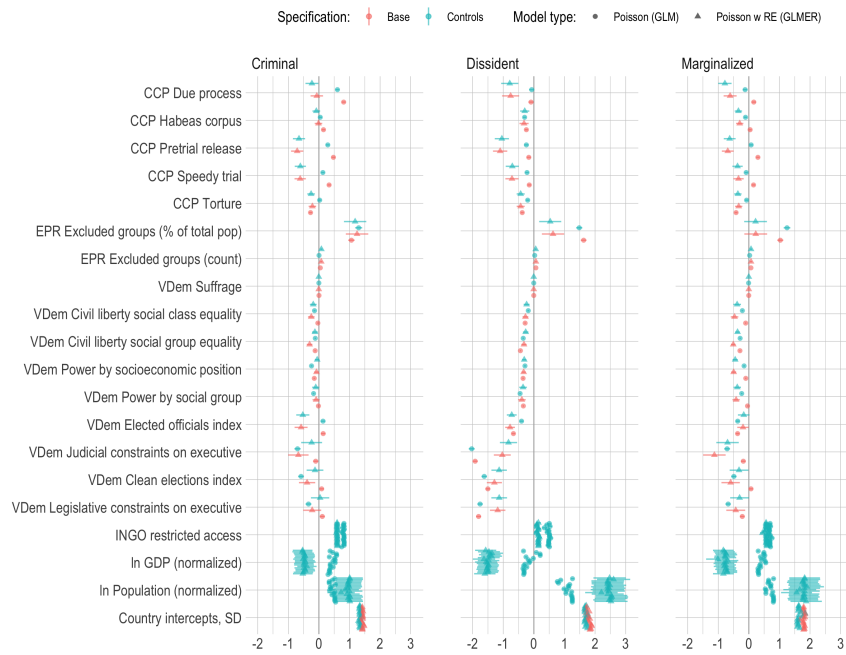 Specification: Base Controls Model type: Poisson (GLM) Poisson w RE (GLMER)
Criminal Dissident Marginalized
CCP Due process
CCP Habeas corpus
CCP Pretrial release
CCP Speedy trial
CCP Torture
EPR Excluded groups (% of total pop)
EPR Excluded groups (count)
VDem Suffrage
VDem Civil liberty social class equality
VDem Civil liberty social group equality
VDem Power by socioeconomic position
VDem Power by social group
VDem Elected officials index
VDem Judicial constraints on executive
VDem Clean elections index
VDem Legislative constraints on executive
INGO restricted access
ln GDP (normalized)
ln Population (normalized)
Country intercepts, SD
-2 -1 0 1 2 3 -2 -1 0 1 2 3 -2 -1 0 1 2 3